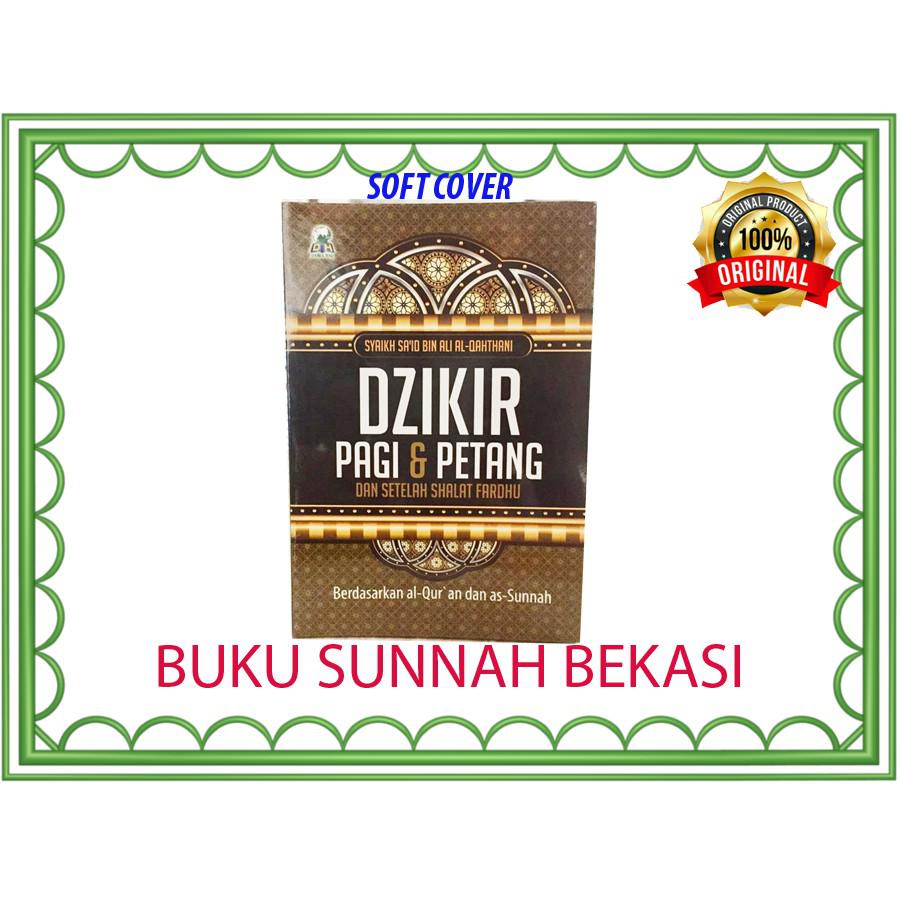 SOFT COVER
ORIGINAL PRODUCT
100%
ORIGINAL
SYAIKH SA'ID BIN ALI AL-QAHTHANI
DZIKIR
PAGI & PETANG
DAN SETELAH SHALAT FARDHU
Berdasarkan al-Qur`an dan as-Sunnah
BUKU SUNNAH BEKASI